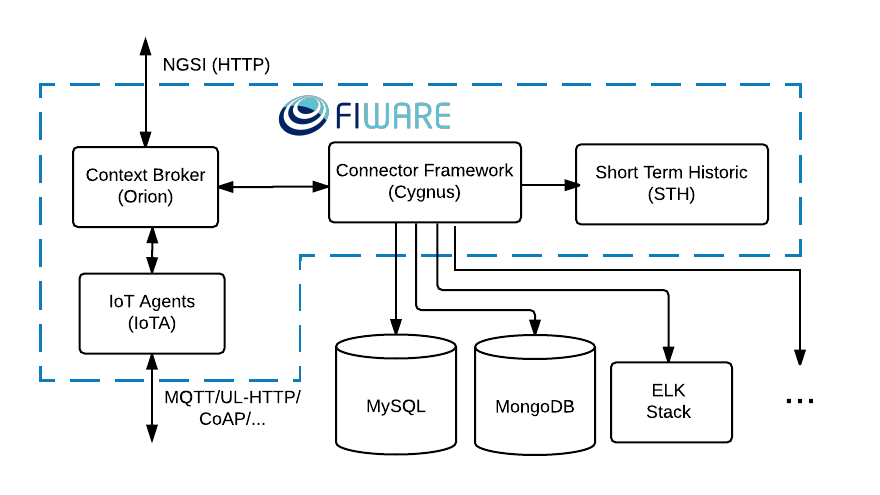 NGSI (HTTP)
FIWARE
Context Broker
(Orion)
Connector Framework
(Cygnus)
Short Term Historic
(STH)
IoT Agents
(IoTA)
MQTT/UL-HTTP/
CoAP/...
MySQL
MongoDB
ELK
Stack
...